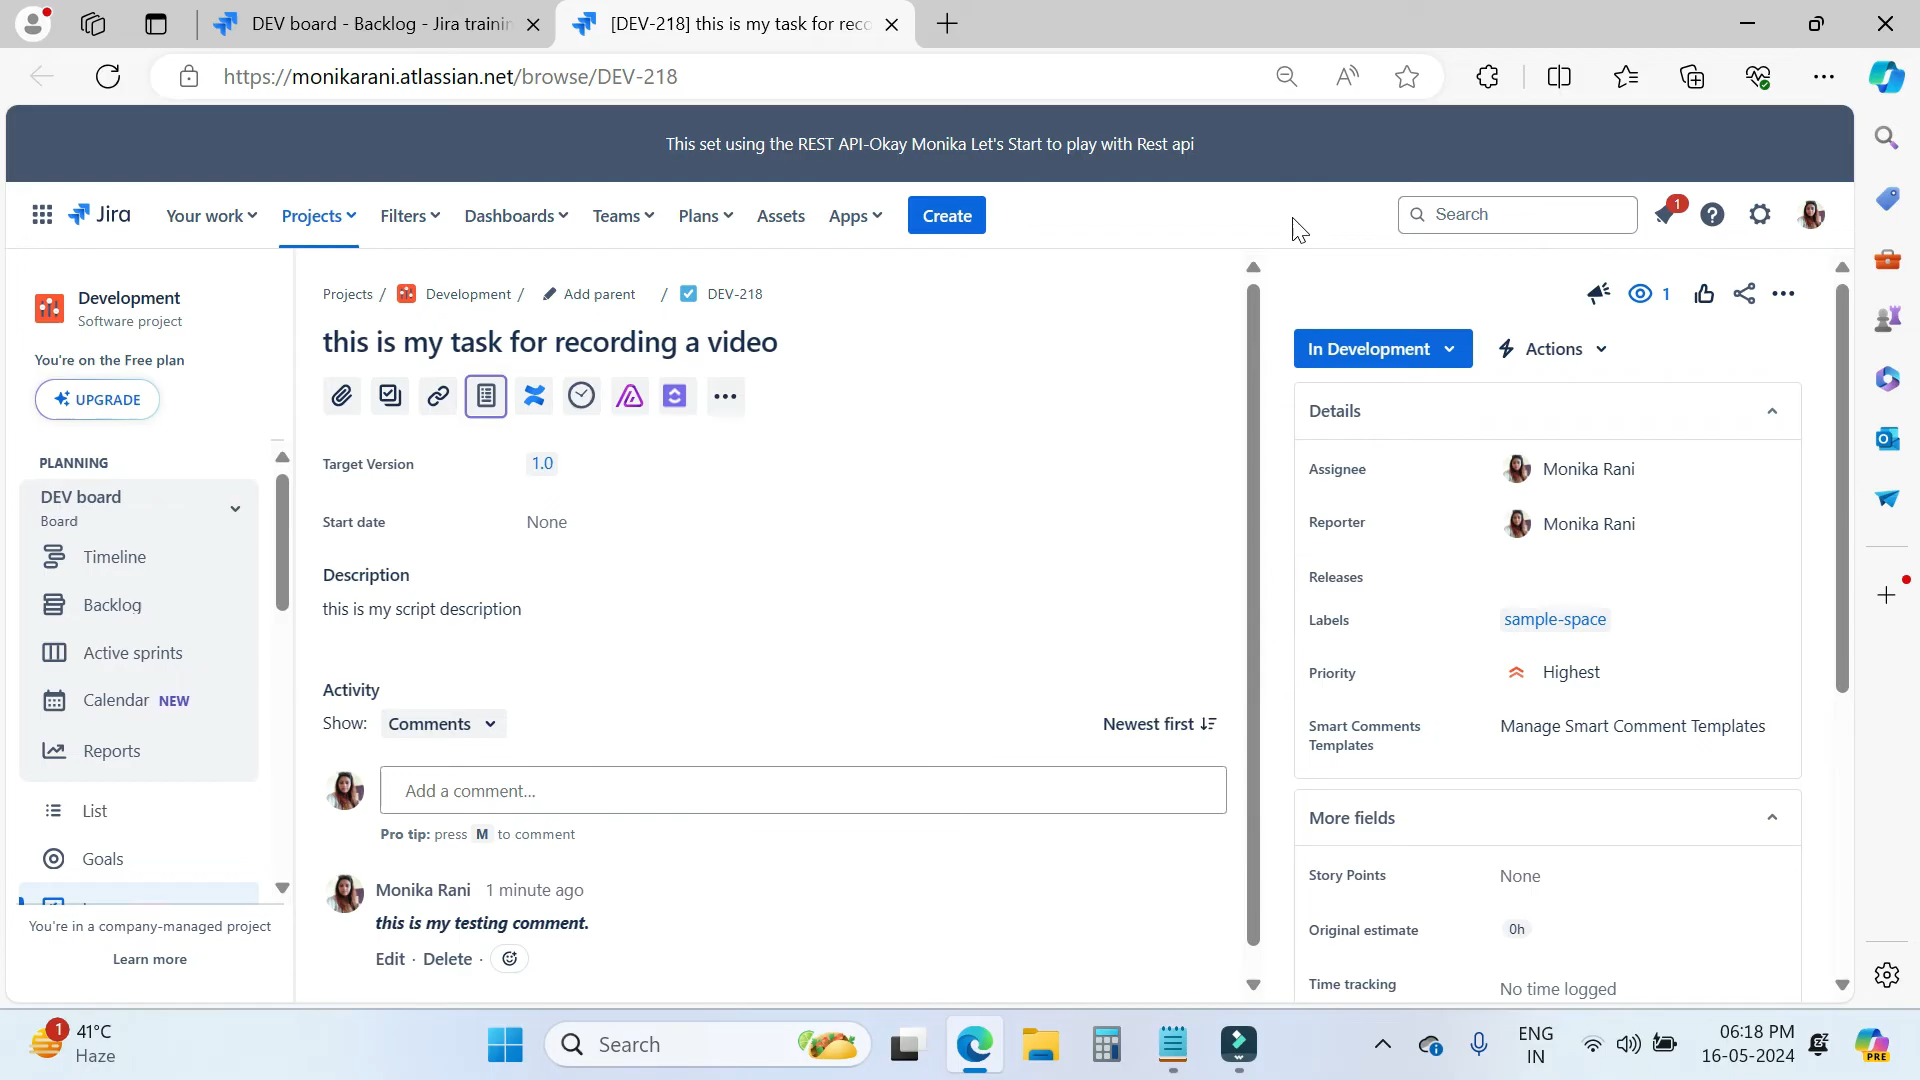 DEV board - Backlog - Jira trainin
[DEV-218] this is my task for reco
https://monikarani.atlassian.net/browse/DEV-218
This set using the REST API-Okay Monika Let's Start to play with Rest api
Jira
Your work
Projects
Filters
Dashboards
Teams
Plans
Assets
Apps
Create
Search
1
Development
Software project
You're on the Free plan
UPGRADE
PLANNING
DEV board
Board
Timeline
Backlog
Active sprints
Calendar NEW
Reports
List
Goals
You're in a company-managed project
Learn more
Projects / Development / Add parent / DEV-218
this is my task for recording a video
Target Version 1.0
Start date None
Description
this is my script description
Activity
Show: Comments
Newest first
Add a comment...
Pro tip: press M to comment
Monika Rani 1 minute ago
this is my testing comment.
Edit · Delete ·
1
In Development
Actions
Details
Assignee Monika Rani
Reporter Monika Rani
Releases
Labels sample-space
Priority Highest
Smart Comments
Templates
Manage Smart Comment Templates
More fields
Story Points None
Original estimate 0h
Time tracking No time logged
1
41°C
Haze
Search
ENG
IN
06:18 PM
16-05-2024
PRE